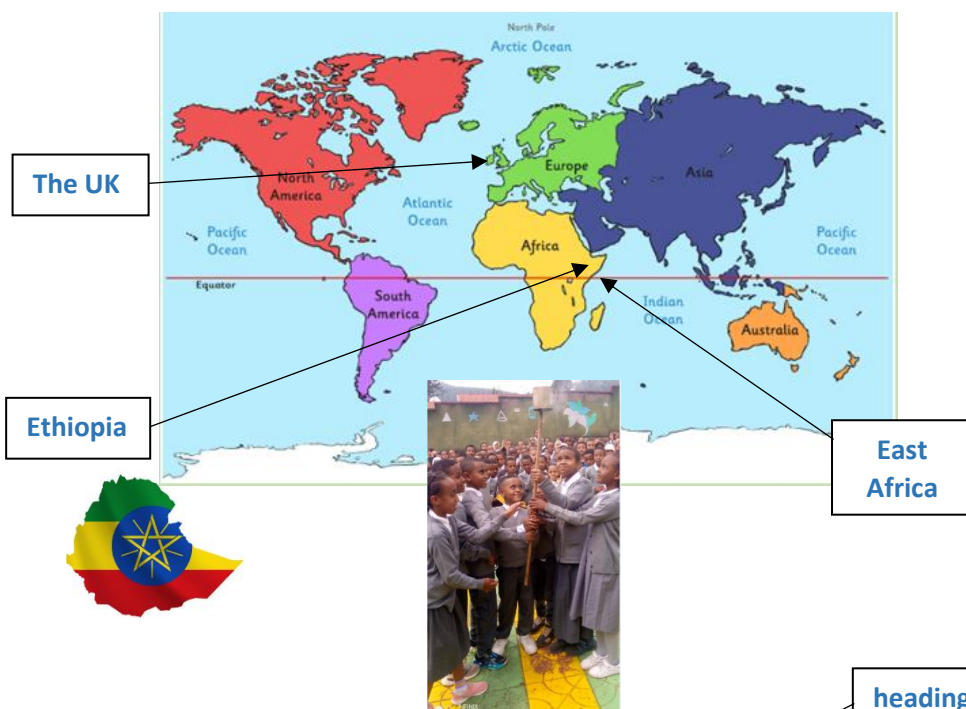 North Pole
Arctic Ocean
The UK
North
America
Europe
Asia
Atlantic
Ocean
Pacific
Ocean
Africa
Pacific
Ocean
Equator
South
America
Indian
Ocean
Australia
Ethiopia
East
Africa
heading